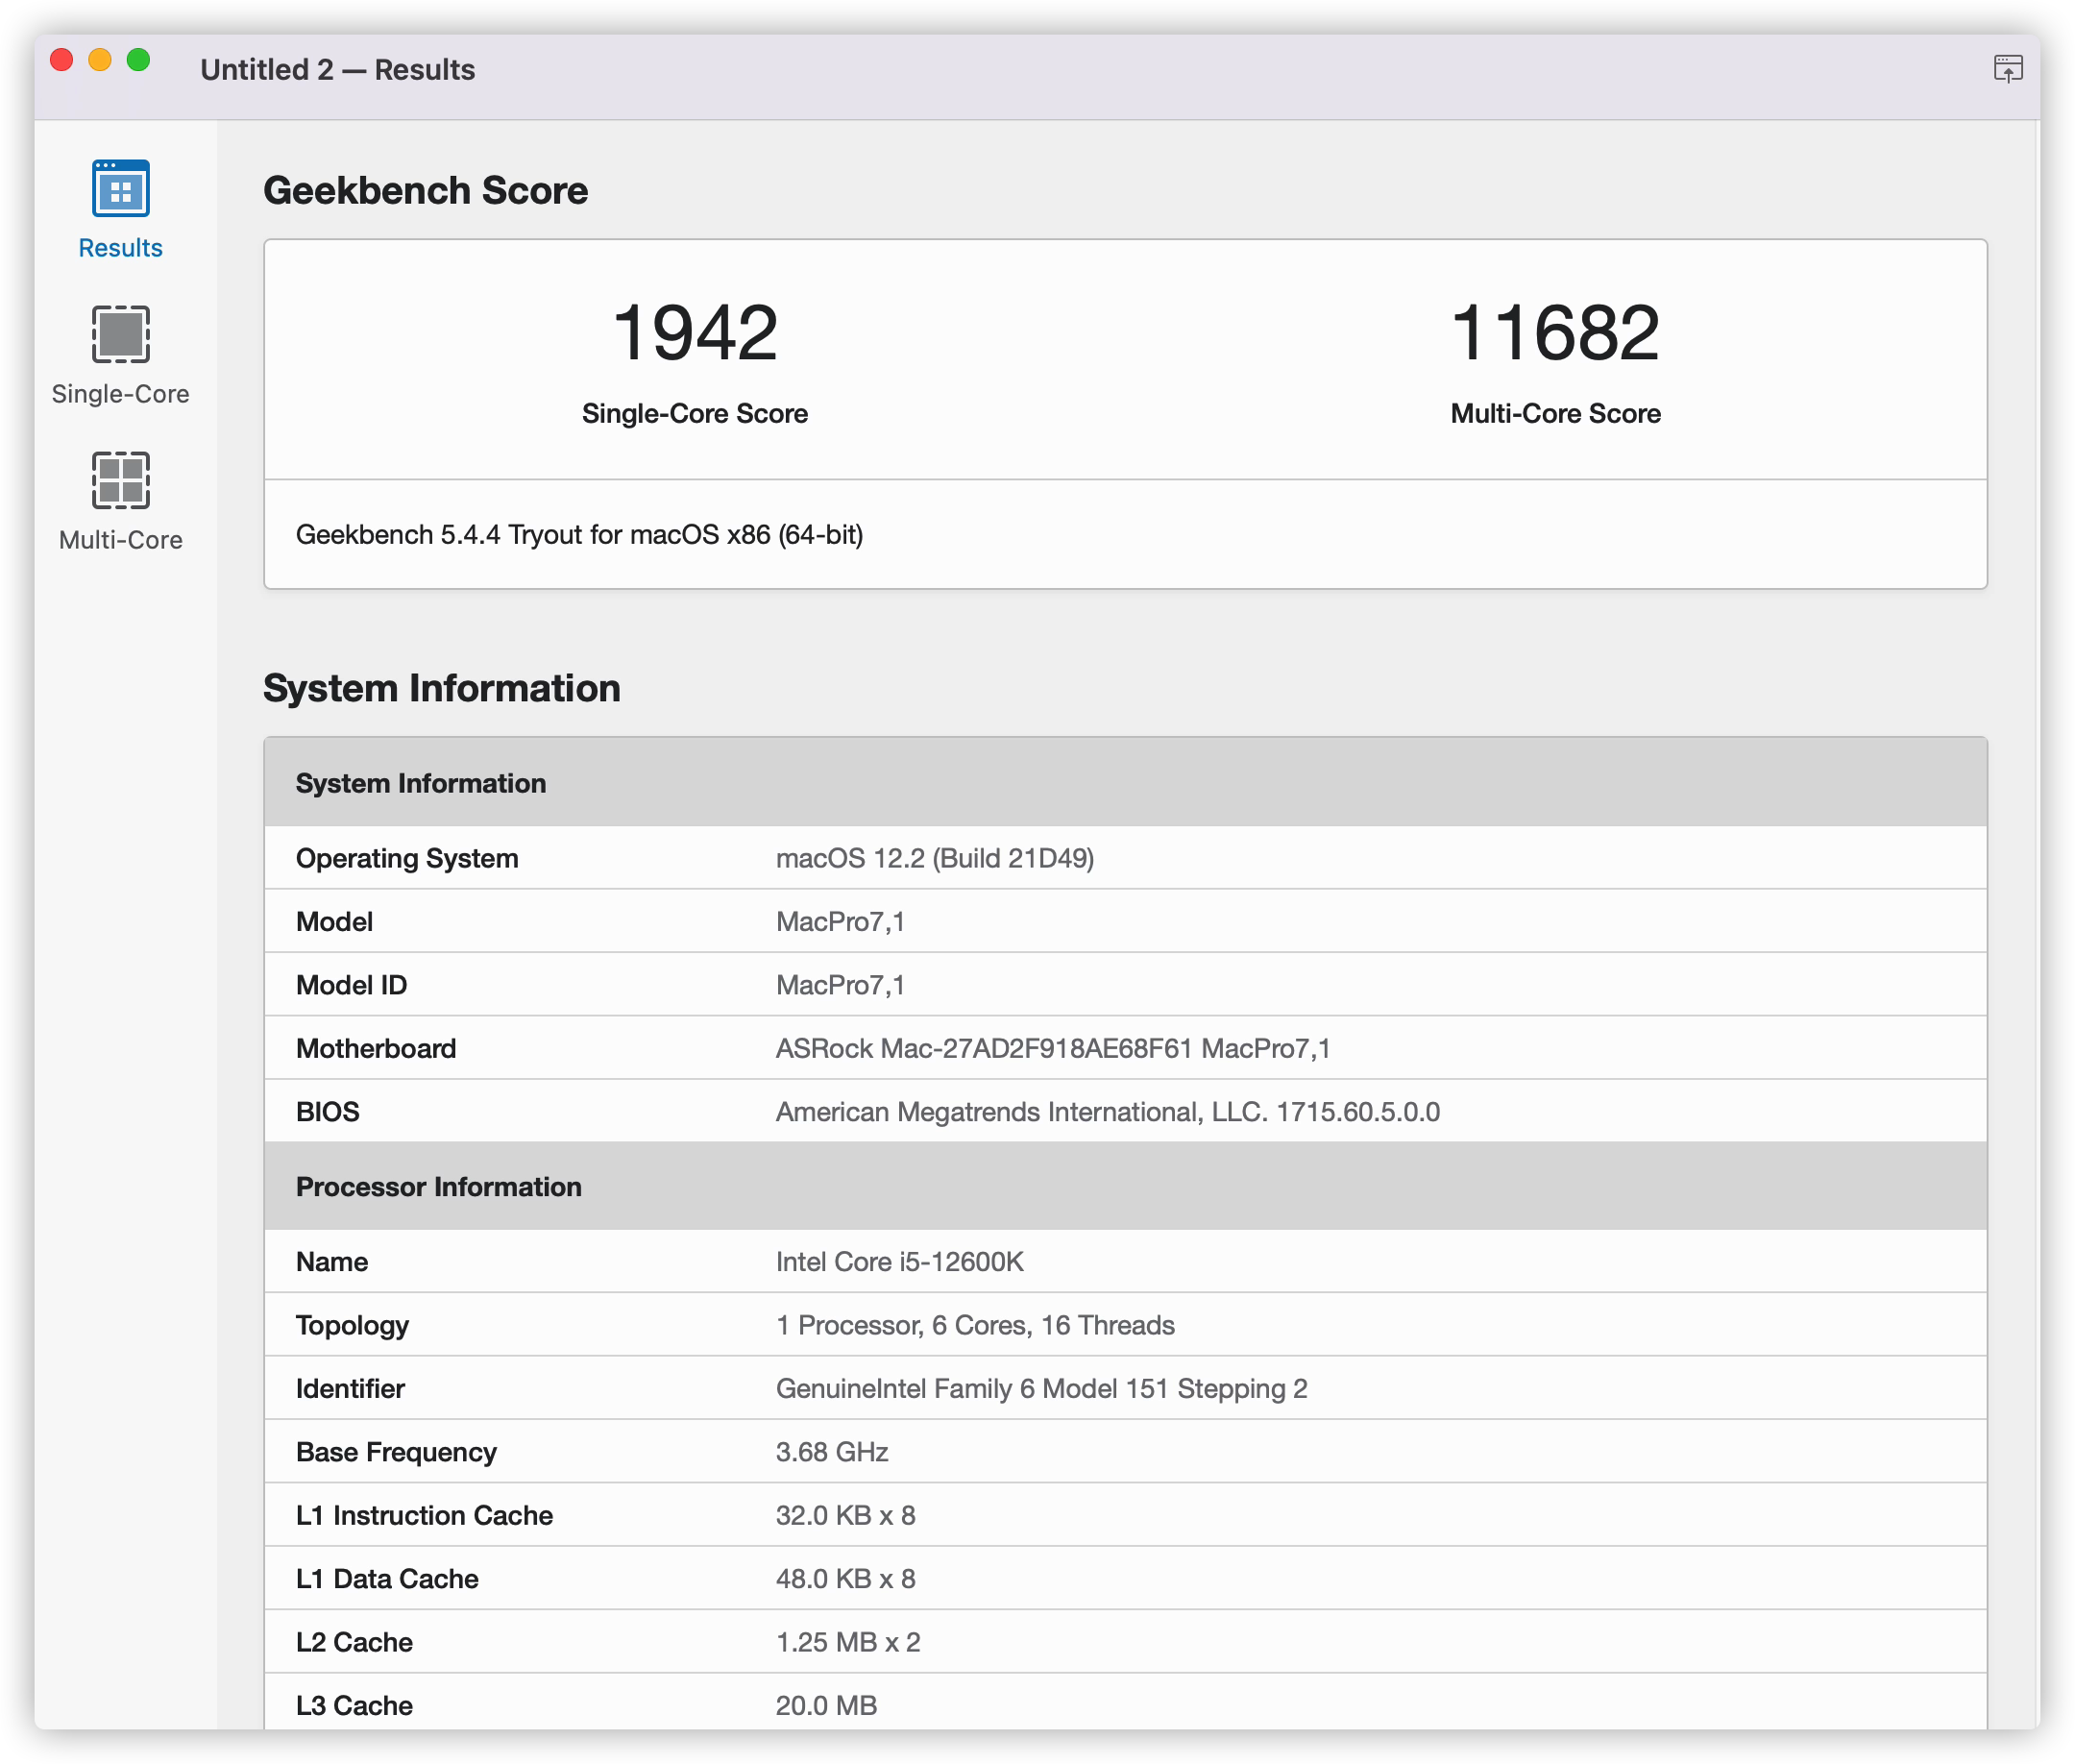 Untitled 2 — Results
Results
Single-Core
Multi-Core
Geekbench Score
1942
Single-Core Score
11682
Multi-Core Score
Geekbench 5.4.4 Tryout for macOS x86 (64-bit)
System Information
System Information
Operating System macOS 12.2 (Build 21D49)
Model MacPro7,1
Model ID MacPro7,1
Motherboard ASRock Mac-27AD2F918AE68F61 MacPro7,1
BIOS American Megatrends International, LLC. 1715.60.5.0.0
Processor Information
Name Intel Core i5-12600K
Topology 1 Processor, 6 Cores, 16 Threads
Identifier GenuineIntel Family 6 Model 151 Stepping 2
Base Frequency 3.68 GHz
L1 Instruction Cache 32.0 KB x 8
L1 Data Cache 48.0 KB x 8
L2 Cache 1.25 MB x 2
L3 Cache 20.0 MB